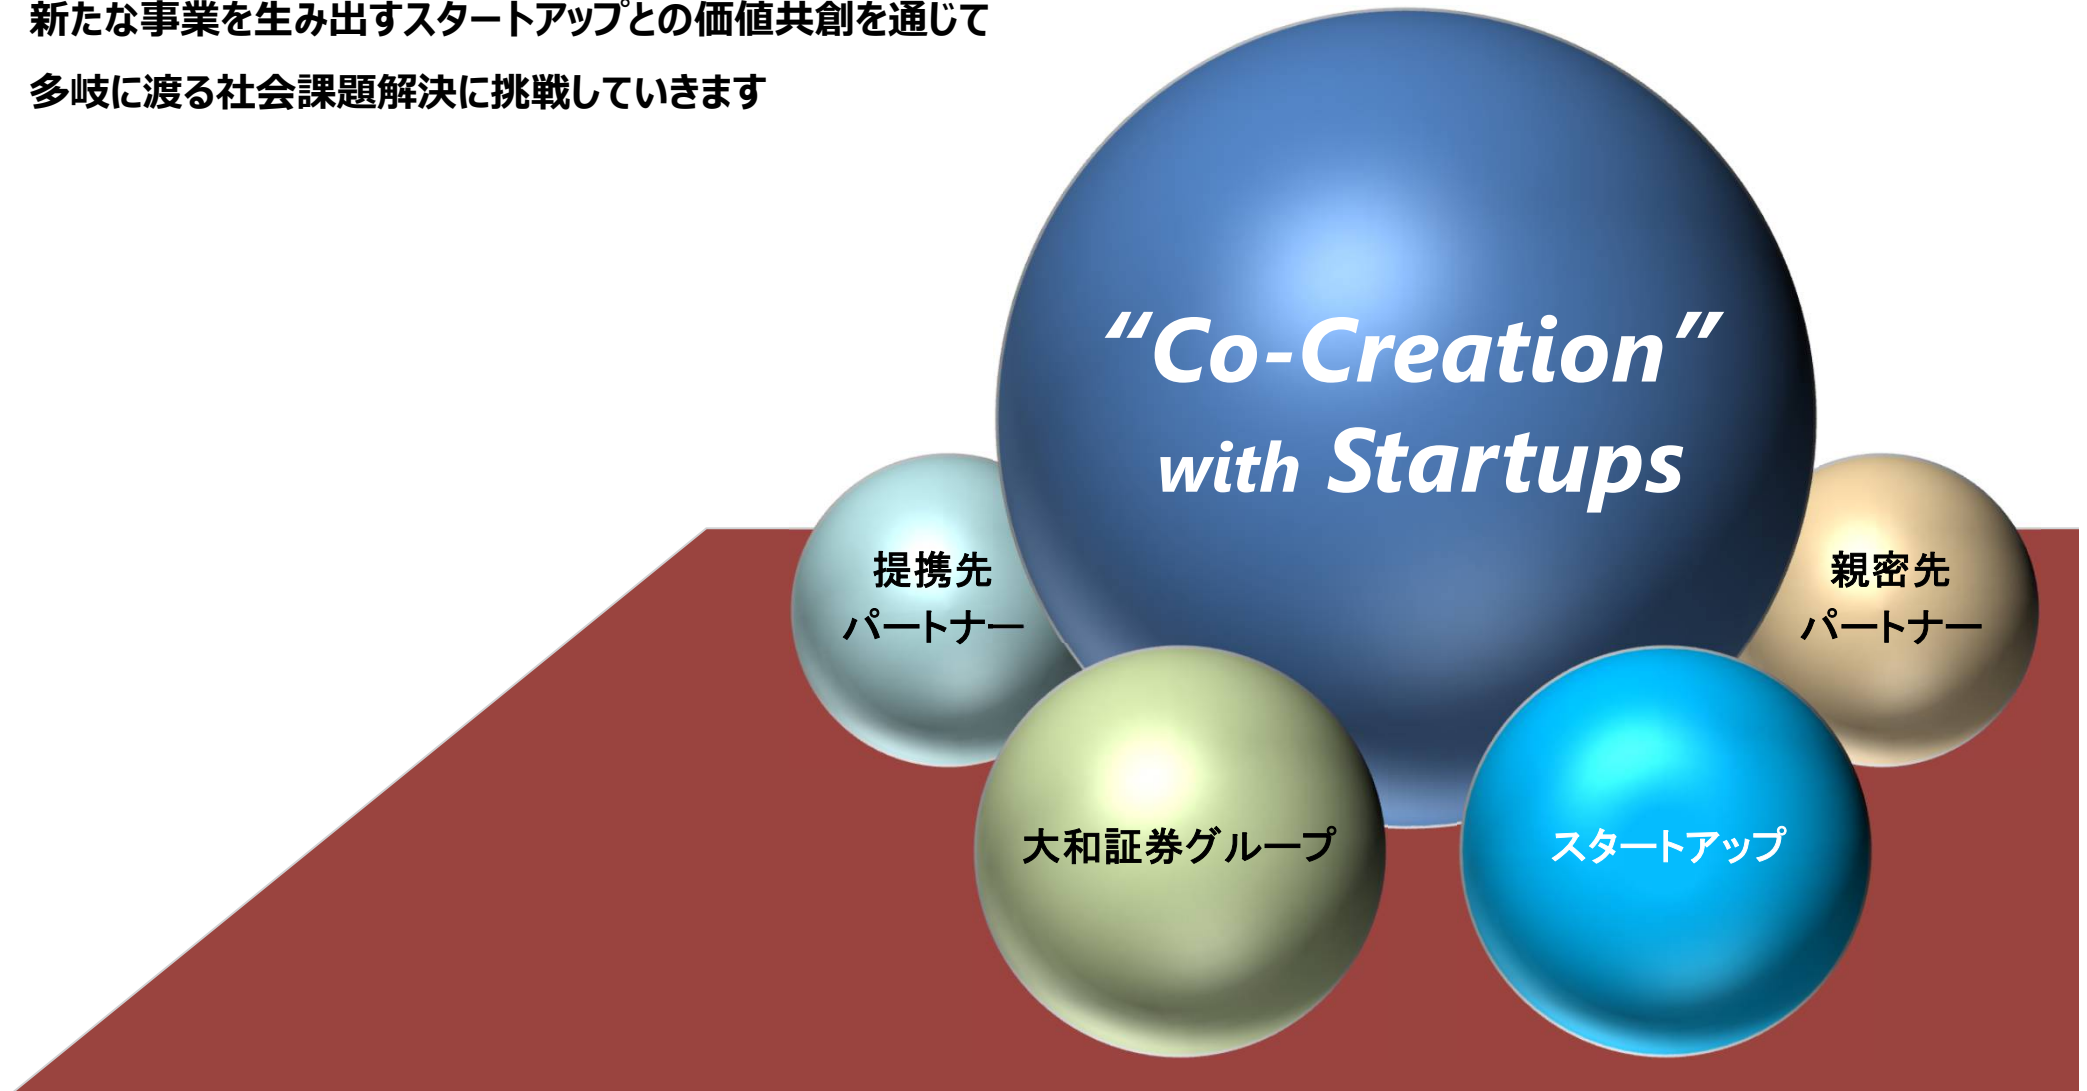 新たな事業を生み出すスタートアップとの価値共創を通じて
多岐に渡る社会課題解決に挑戦していきます
“Co-Creation”
with Startups
提携先
パートナー
親密先
パートナー
大和証券グループ
スタートアップ